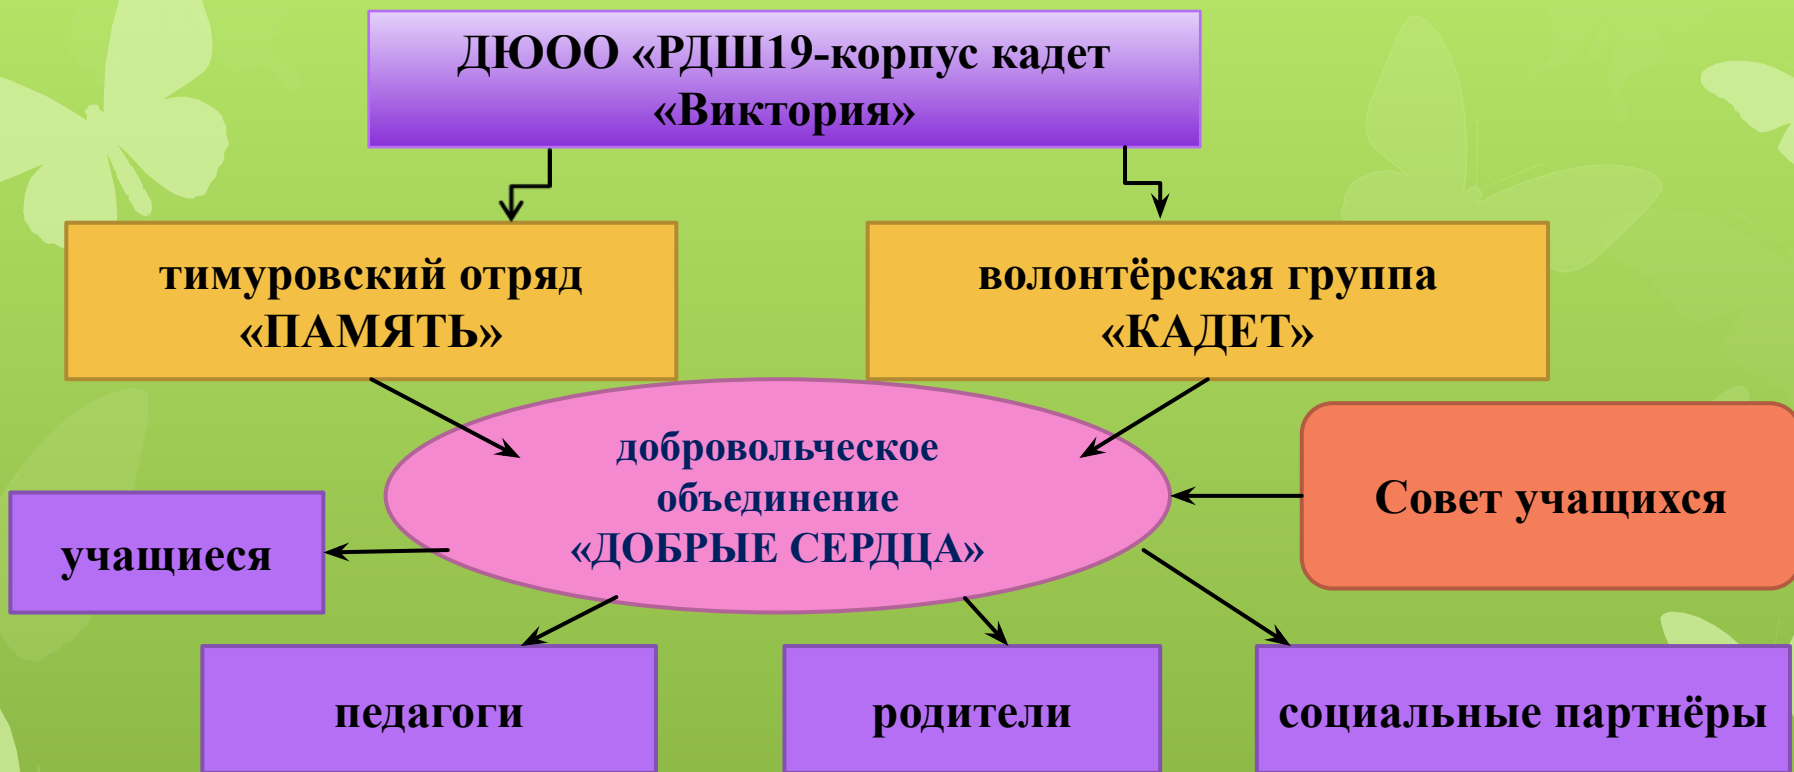 ДЮОО «РДШ19-корпус кадет
«Виктория»
тимуровский отряд
«ПАМЯТЬ»
волонтёрская группа
«КАДЕТ»
добровольческое
объединение
«ДОБРЫЕ СЕРДЦА»
Совет учащихся
учащиеся
педагоги
родители
социальные партнёры